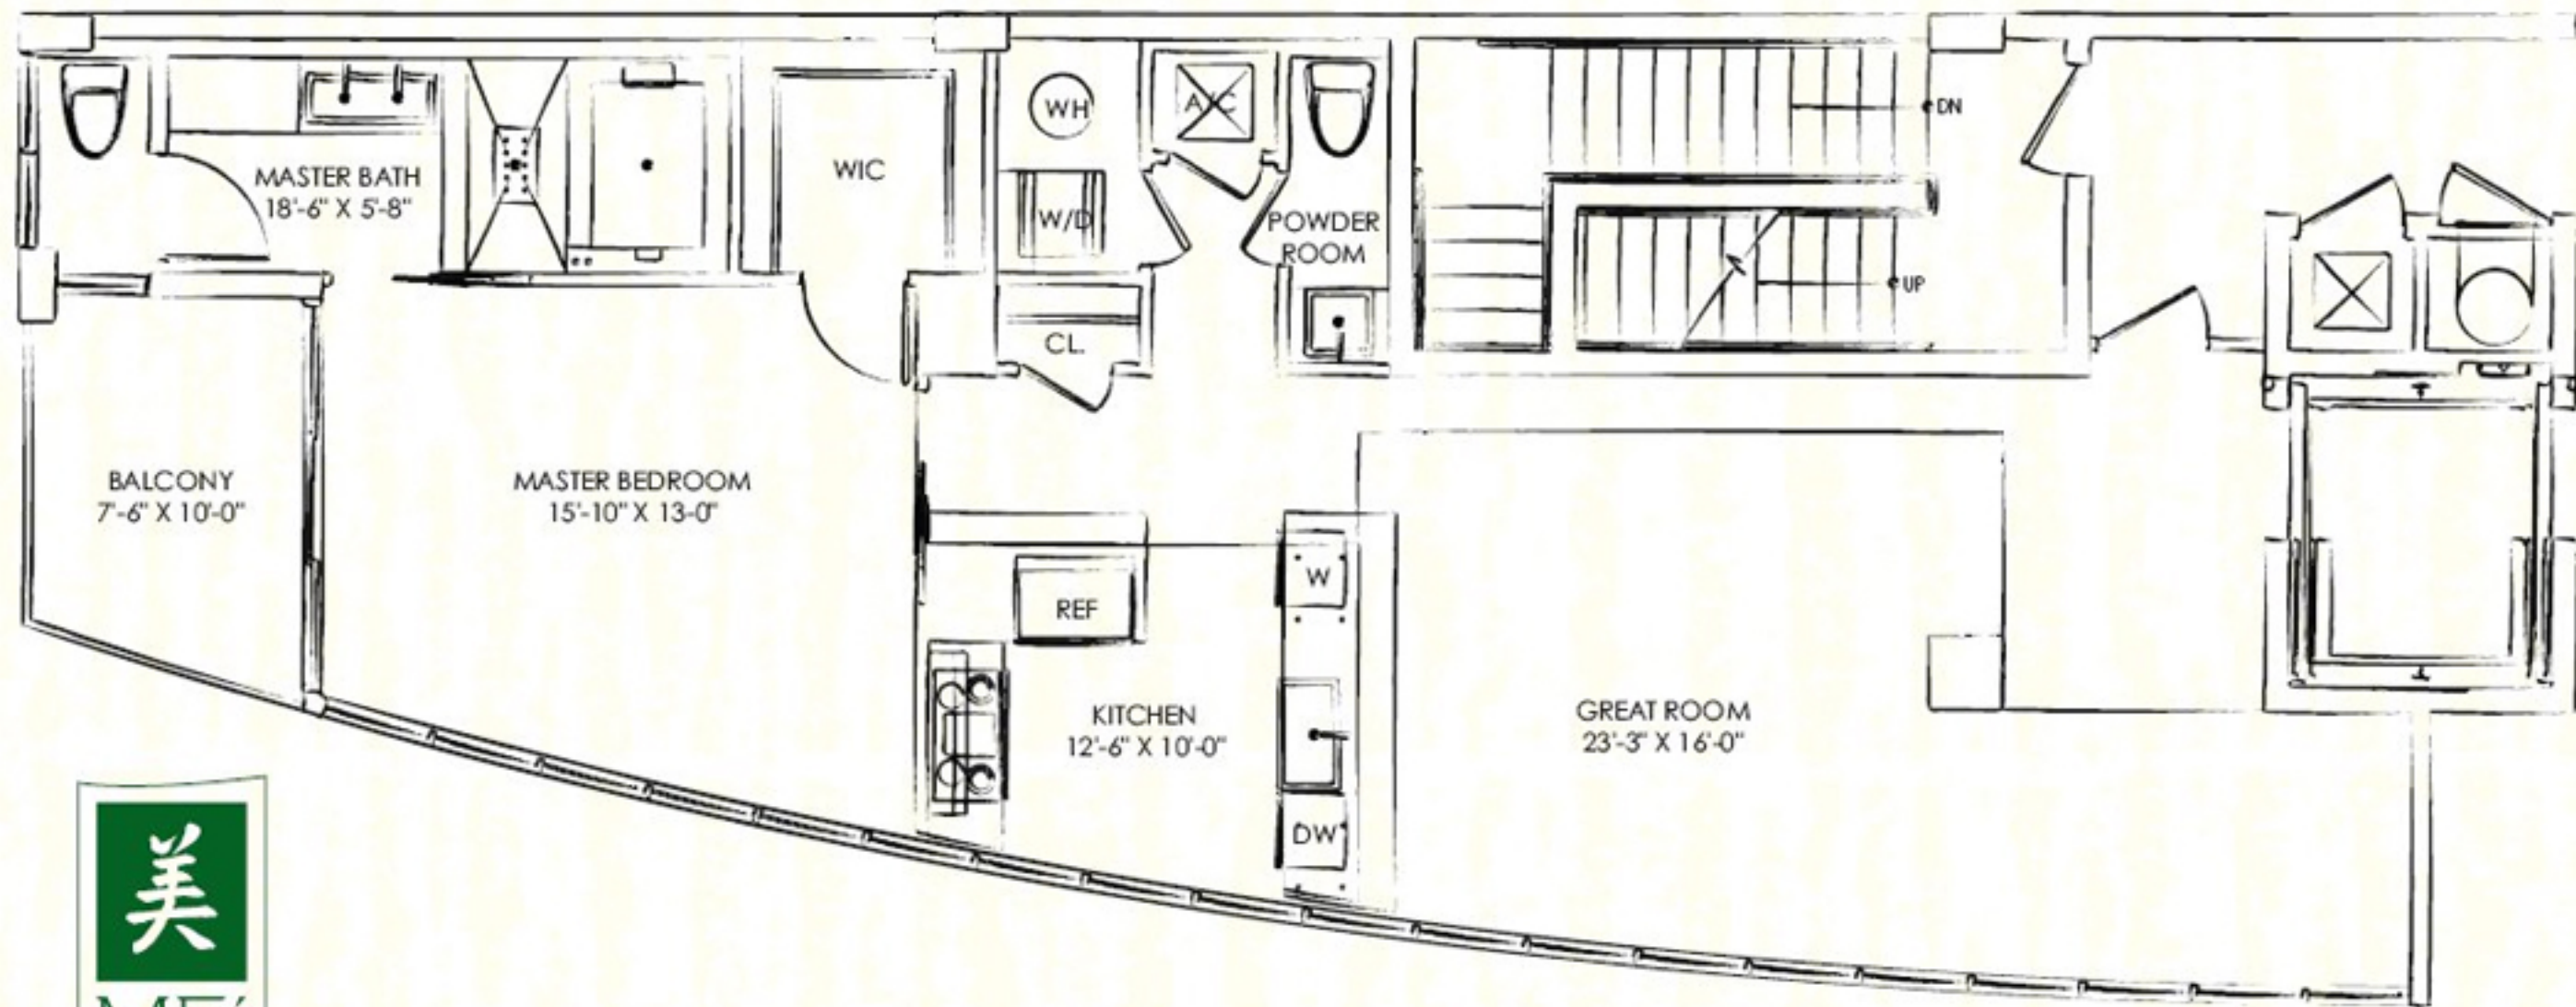 WH
A/C
DN
WIC
MASTER BATH
18'-6" X 5'-8"
W/D
POWDER
ROOM
UP
CL.
BALCONY
7'-6" X 10'-0"
MASTER BEDROOM
15'-10" X 13-0"
W
REF
KITCHEN
12'-6" X 10'-0"
GREAT ROOM
23'-3" X 16'-0"
DW
美